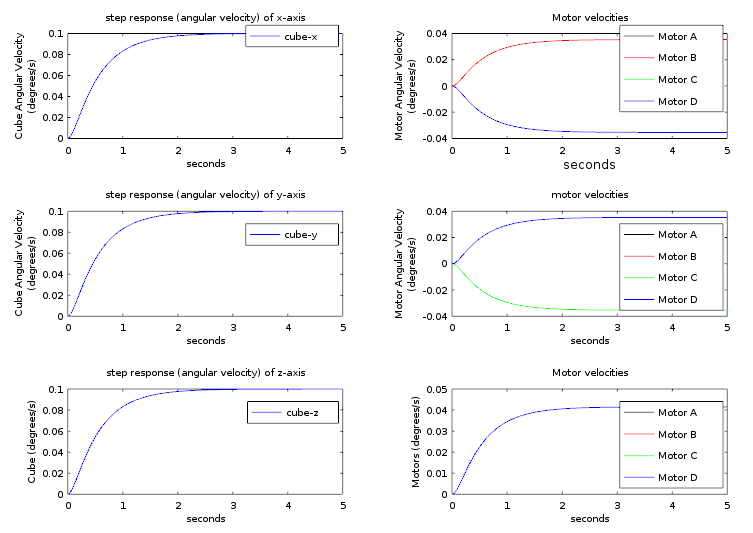 step response (angular velocity) of x-axis
Cube Angular Velocity
(degrees/s)
0.1
0.08
0.06
0.04
0.02
0
cube-x
0 1 2 3 4 5
seconds
Motor velocities
Motor Angular Velocity
(degrees/s)
0.04
0.02
0
-0.02
-0.04
Motor A
Motor B
Motor C
Motor D
0 1 2 3 4 5
seconds
step response (angular velocity) of y-axis
Cube Angular Velocity
(degrees/s)
0.1
0.08
0.06
0.04
0.02
0
cube-y
0 1 2 3 4 5
seconds
motor velocities
Motor Angular Velocity
(degrees/s)
0.04
0.02
0
-0.02
-0.04
Motor A
Motor B
Motor C
Motor D
0 1 2 3 4 5
seconds
step response (angular velocity) of z-axis
Cube (degrees/s)
0.1
0.08
0.06
0.04
0.02
0
cube-z
0 1 2 3 4 5
seconds
Motor velocities
Motors (degrees/s)
0.05
0.04
0.03
0.02
0.01
0
Motor A
Motor B
Motor C
Motor D
0 1 2 3 4 5
seconds